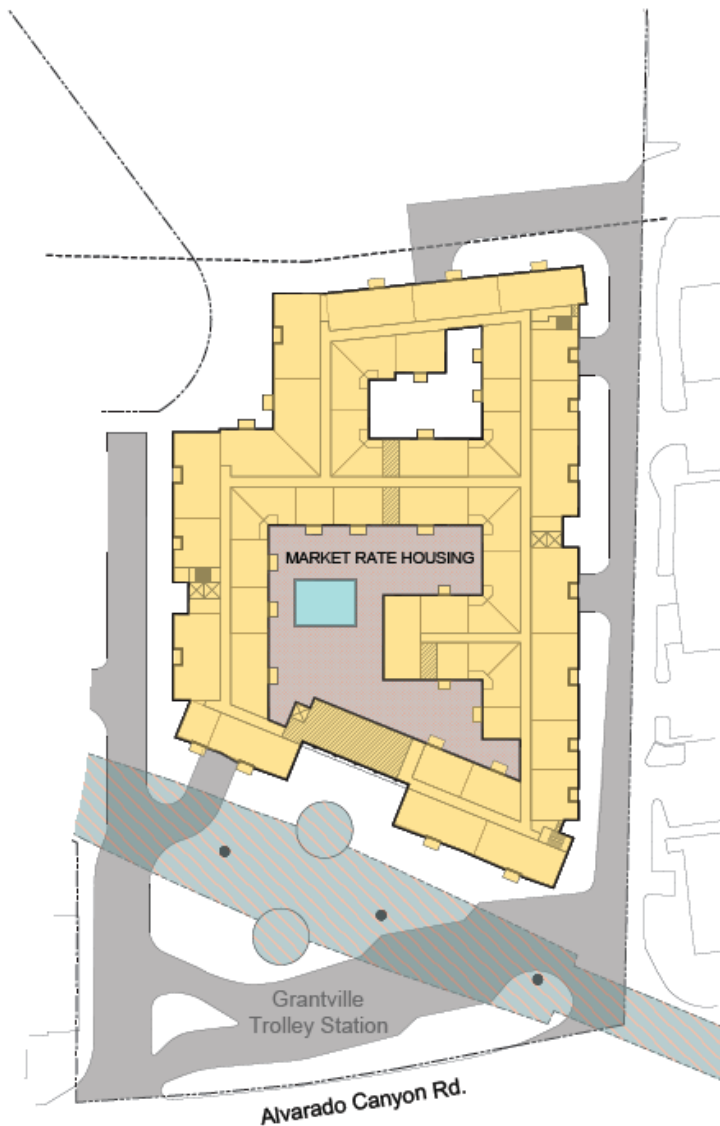 MARKET RATE HOUSING
Grantville
Trolley Station
Alvarado Canyon Rd.